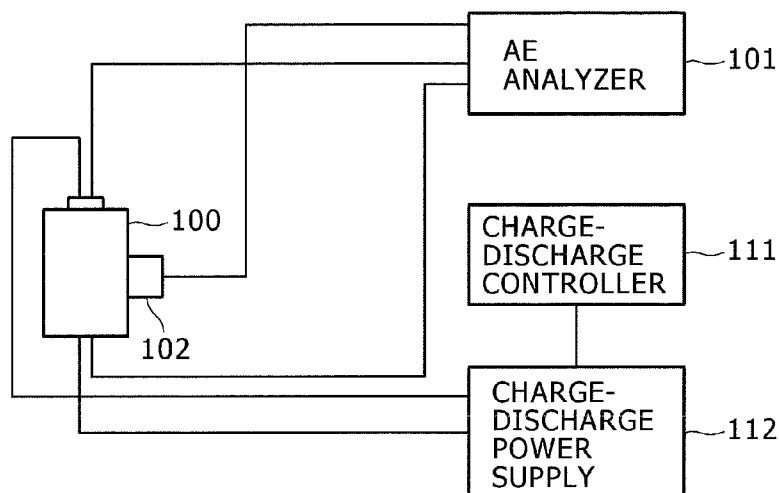 AE
ANALYZER
101
100
CHARGE-
DISCHARGE
CONTROLLER
111
102
CHARGE-
DISCHARGE
POWER
SUPPLY
112